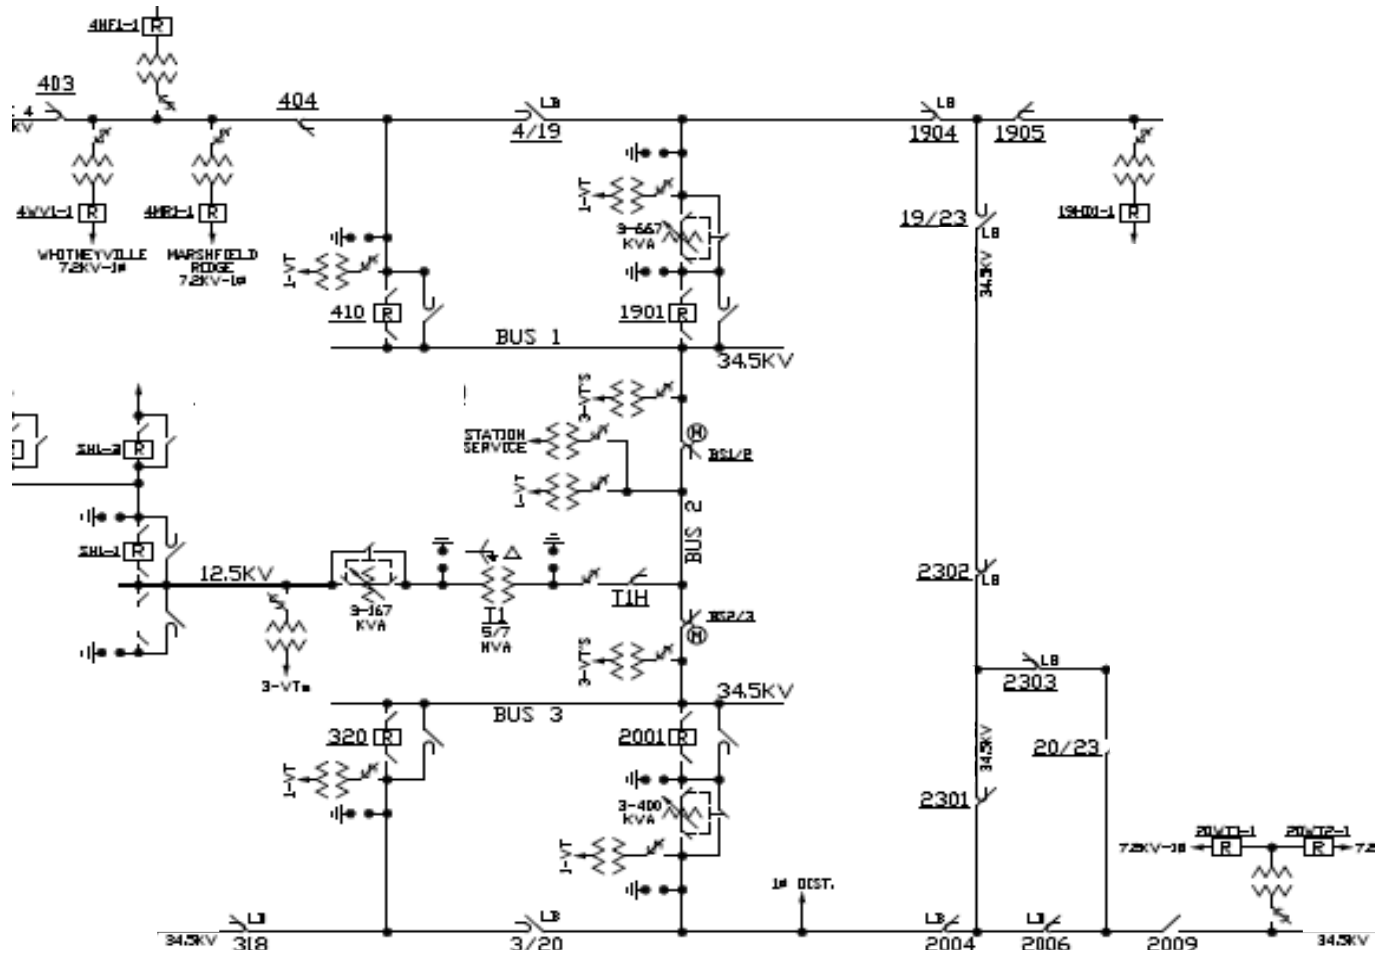 4HF1-1
R
403
404
LB
4/19
LB
1904
1905
4
KV
4WV1-1
R
4MR1-1
R
WHITNEYVILLE
7.2KV-1ø
MARSHFIELD
RIDGE
7.2KV-1ø
1-VT
3-667
KVA
19/23
LB
34.5KV
R
1-VT
410
R
1901
R
BUS 1
34.5KV
3-VT'S
STATION
SERVICE
M
BS1/2
1-VT
BUS 2
R
R
R
12.5KV
3-167
KVA
T1
5/7
MVA
T1H
2302
LB
BS2/3
M
3-VT'S
3-VTs
LB
2303
34.5KV
BUS 3
320
R
2001
R
34.5KV
20/23
1-VT
3-400
KVA
2301
1-VT
20WT1-1
20WT2-1
7.2KV-1ø
R
R
7.2
1ø DIST.
34.5KV
LB
318
LB
3/20
LB
2004
LB
2006
2009
34.5KV